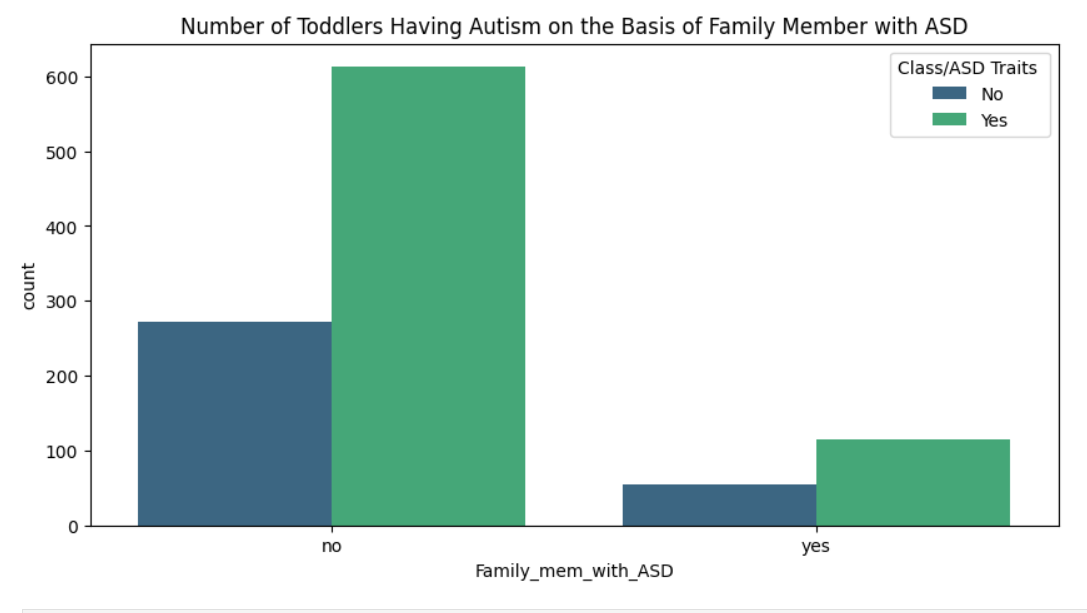 Number of Toddlers Having Autism on the Basis of Family Member with ASD
Class/ASD Traits
No
Yes
600
500
400
300
200
100
0
count
no
yes
Family_mem_with_ASD